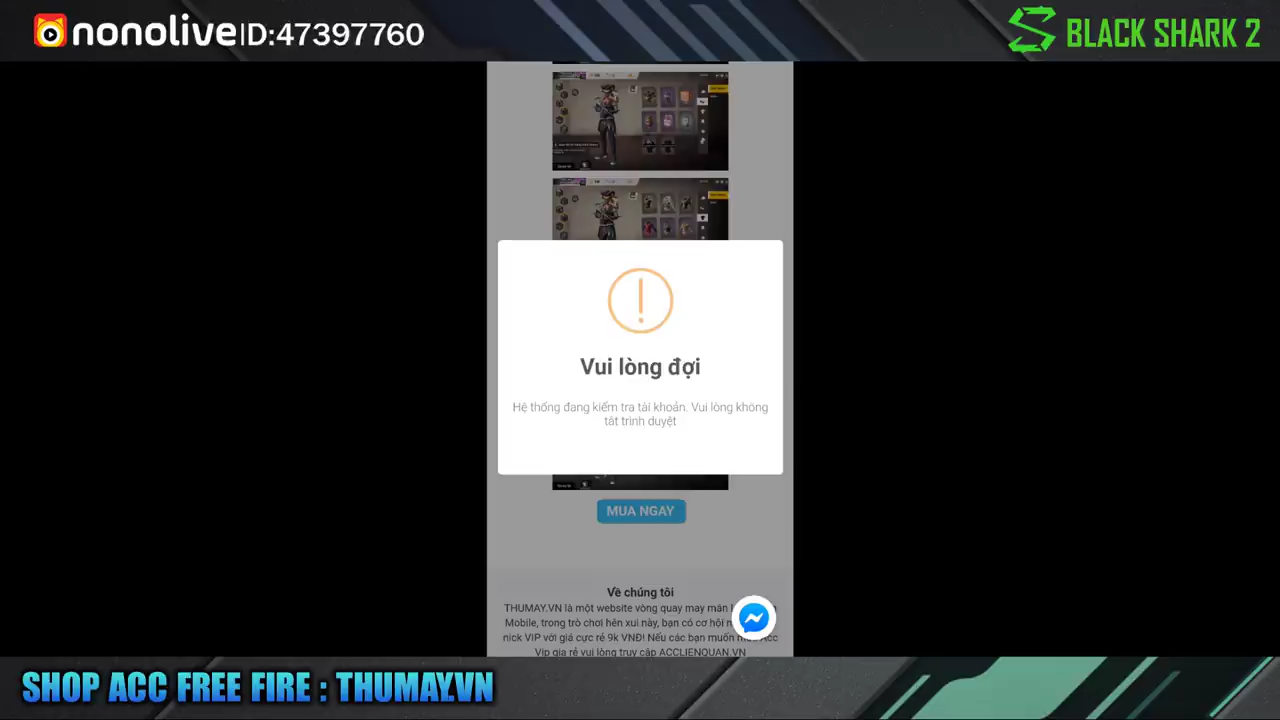 nonolive|ID:47397760
BLACK SHARK 2
Vui lòng đợi
Hệ thống đang kiểm tra tài khoản. Vui lòng không
tắt trình duyệt
MUA NGAY
Về chúng tôi
THUMAY.VN là một website vòng quay may mắn
Mobile, trong trò chơi hên xui này, bạn có cơ hội
nick VIP với giá cực rẻ 9k VNĐ! Nếu các bạn muốn Acc
Vip giá rẻ vui lòng truy cập ACCLIENQUAN.VN
SHOP ACC FREE FIRE : THUMAY.VN